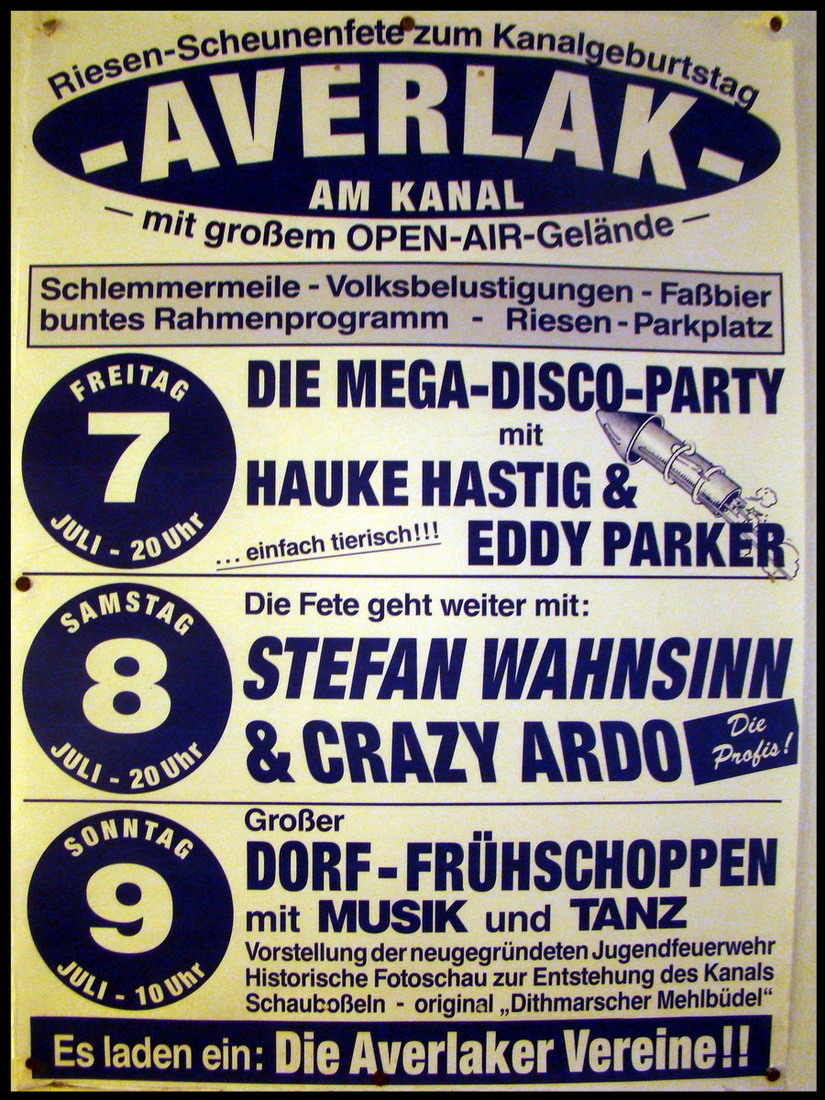 Riesen-Scheunenfete zum Kanalgeburtstag
-AVERLAK-
AM KANAL
— mit großem OPEN-AIR-Gelände —
Schlemmermeile - Volksbelustigungen - Faßbier
buntes Rahmenprogramm - Riesen-Parkplatz
FREITAG
7
JULI - 20 Uhr
DIE MEGA-DISCO-PARTY
mit
HAUKE HASTIG &
... einfach tierisch!!! EDDY PARKER
SAMSTAG
8
JULI - 20 Uhr
Die Fete geht weiter mit:
STEFAN WAHNSINN
& CRAZY ARDO
Die
Profis!
SONNTAG
9
JULI - 10 Uhr
Großer
DORF-FRÜHSCHOPPEN
mit MUSIK und TANZ
Vorstellung der neugegründeten Jugendfeuerwehr
Historische Fotoschau zur Entstehung des Kanals
Schauboßeln - original „Dithmarscher Mehlbüdel“
Es laden ein: Die Averlaker Vereine!!